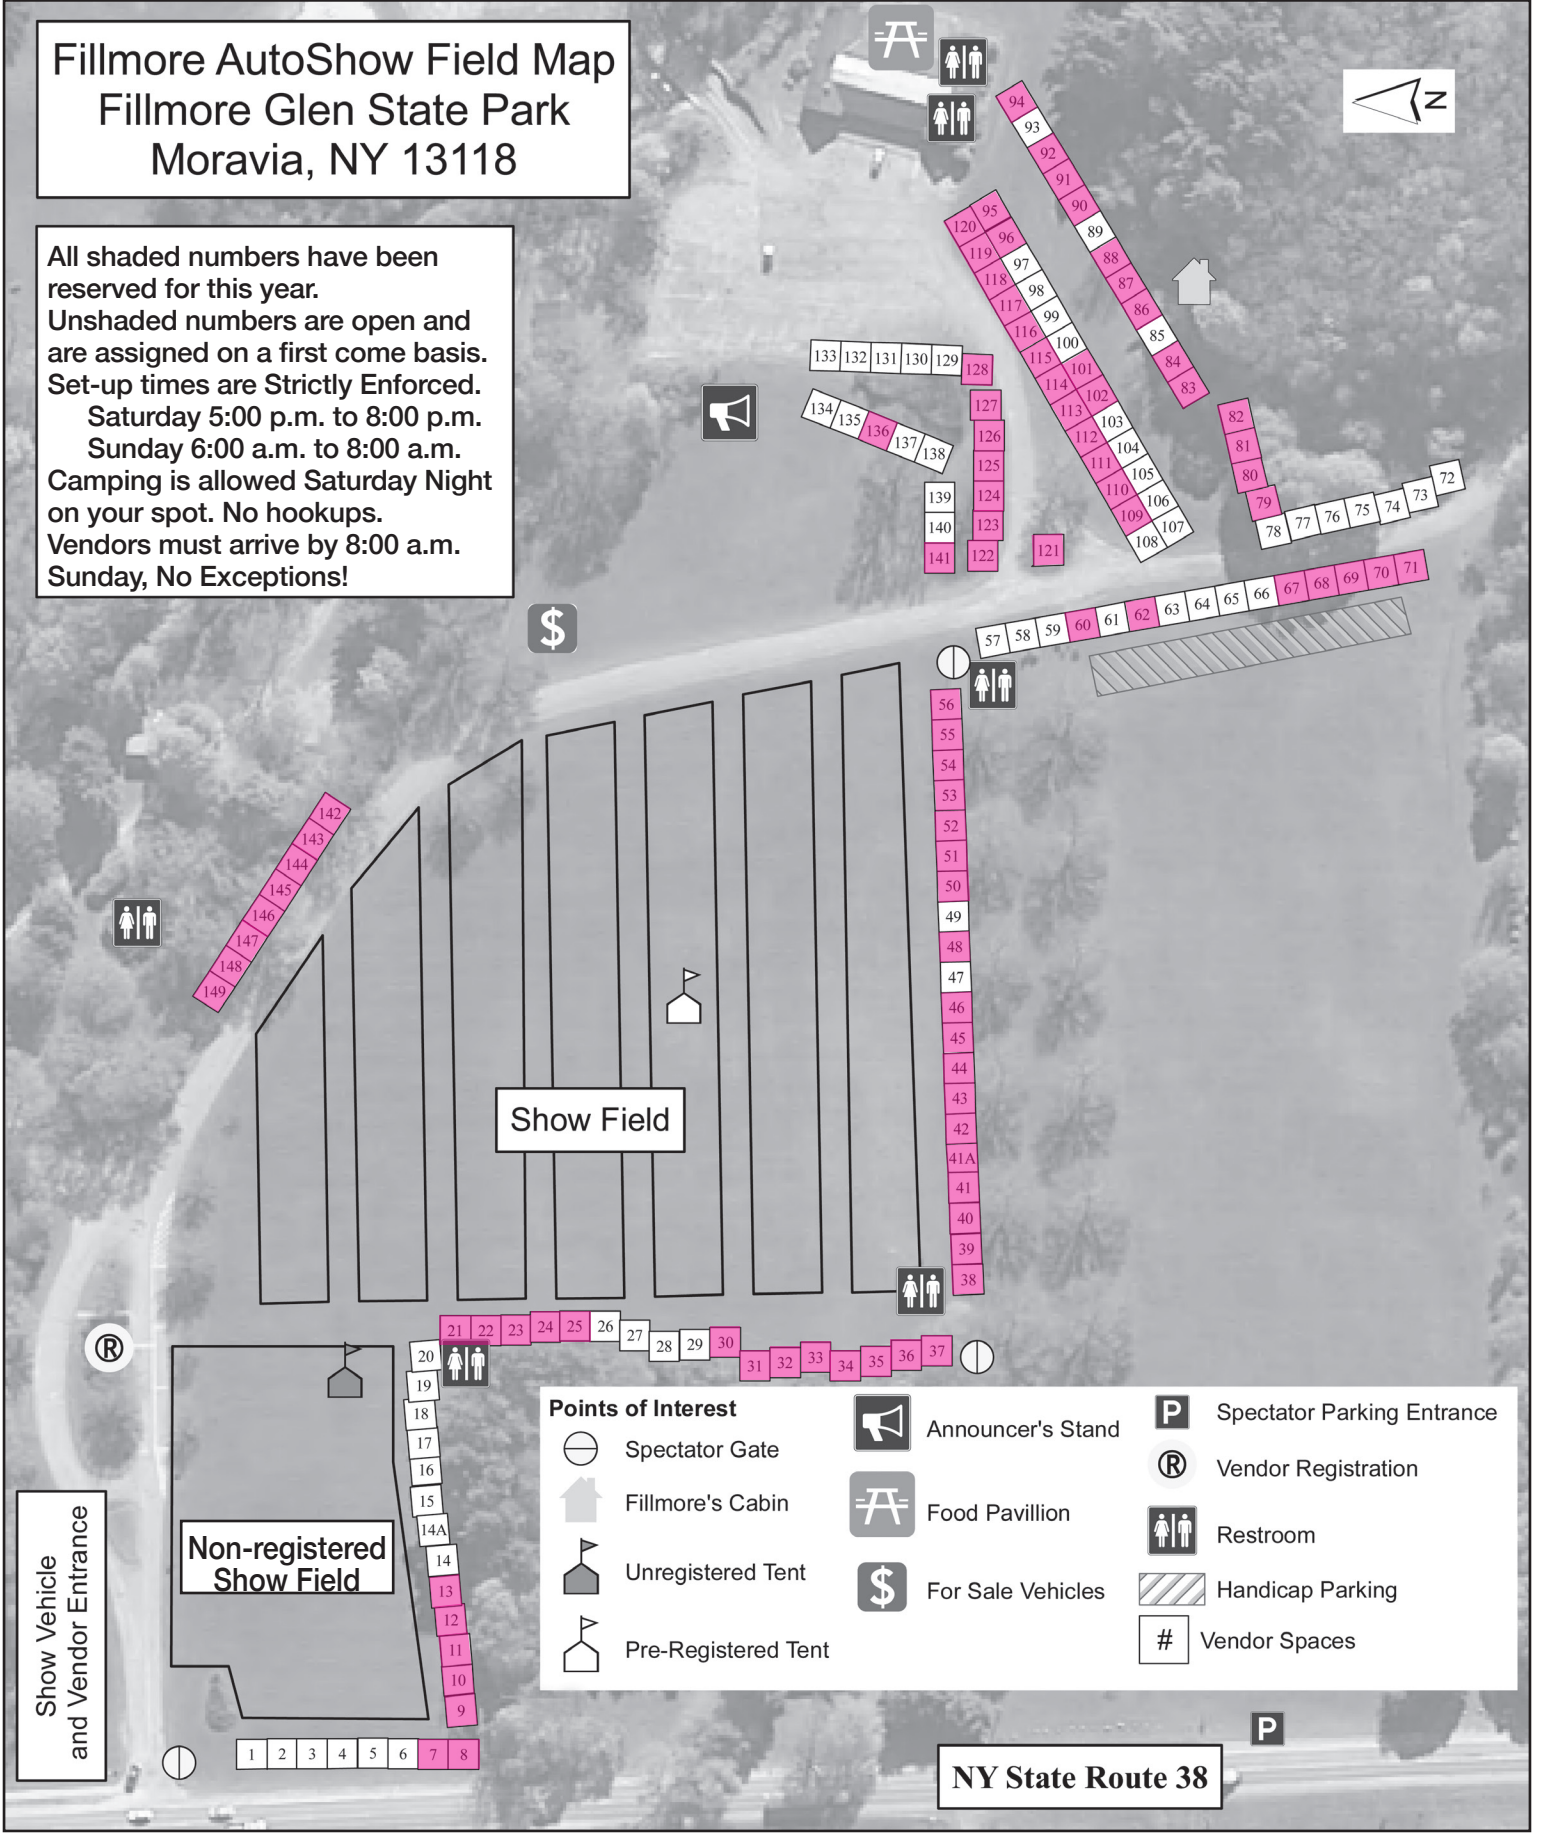 Fillmore AutoShow Field Map
Fillmore Glen State Park
Moravia, NY 13118
N
All shaded numbers have been
reserved for this year.
Unshaded numbers are open and
are assigned on a first come basis.
Set-up times are Strictly Enforced.
Saturday 5:00 p.m. to 8:00 p.m.
Sunday 6:00 a.m. to 8:00 a.m.
Camping is allowed Saturday Night
on your spot. No hookups.
Vendors must arrive by 8:00 a.m.
Sunday, No Exceptions!
94
93
92
91
90
89
88
87
86
85
84
83
82
81
80
79
120 95
119 96
118 97
117 98
116 99
115 100
114 101
113 102
112 103
111 104
110 105
109 106
108 107
133 132 131 130 129 128
134 135 136 137 138
127
126
125
124
123
122
139
140
141
121
78 77 76 75 74 73 72
57 58 59 60 61 62 63 64 65 66 67 68 69 70 71
$
56
55
54
53
52
51
50
49
48
47
46
45
44
43
42
41A
41
40
39
38
142
143
144
145
146
147
148
149
Show Field
®
21 22 23 24 25 26 27 28 29 30 31 32 33 34 35 36 37
20
19
18
17
16
15
14A
14
13
12
11
10
9
Non-registered
Show Field
Show Vehicle
and Vendor Entrance
1 2 3 4 5 6 7 8
Points of Interest
Spectator Gate
Fillmore's Cabin
Unregistered Tent
Pre-Registered Tent
Announcer's Stand
Food Pavillion
$ For Sale Vehicles
P Spectator Parking Entrance
® Vendor Registration
Restroom
Handicap Parking
# Vendor Spaces
P
NY State Route 38